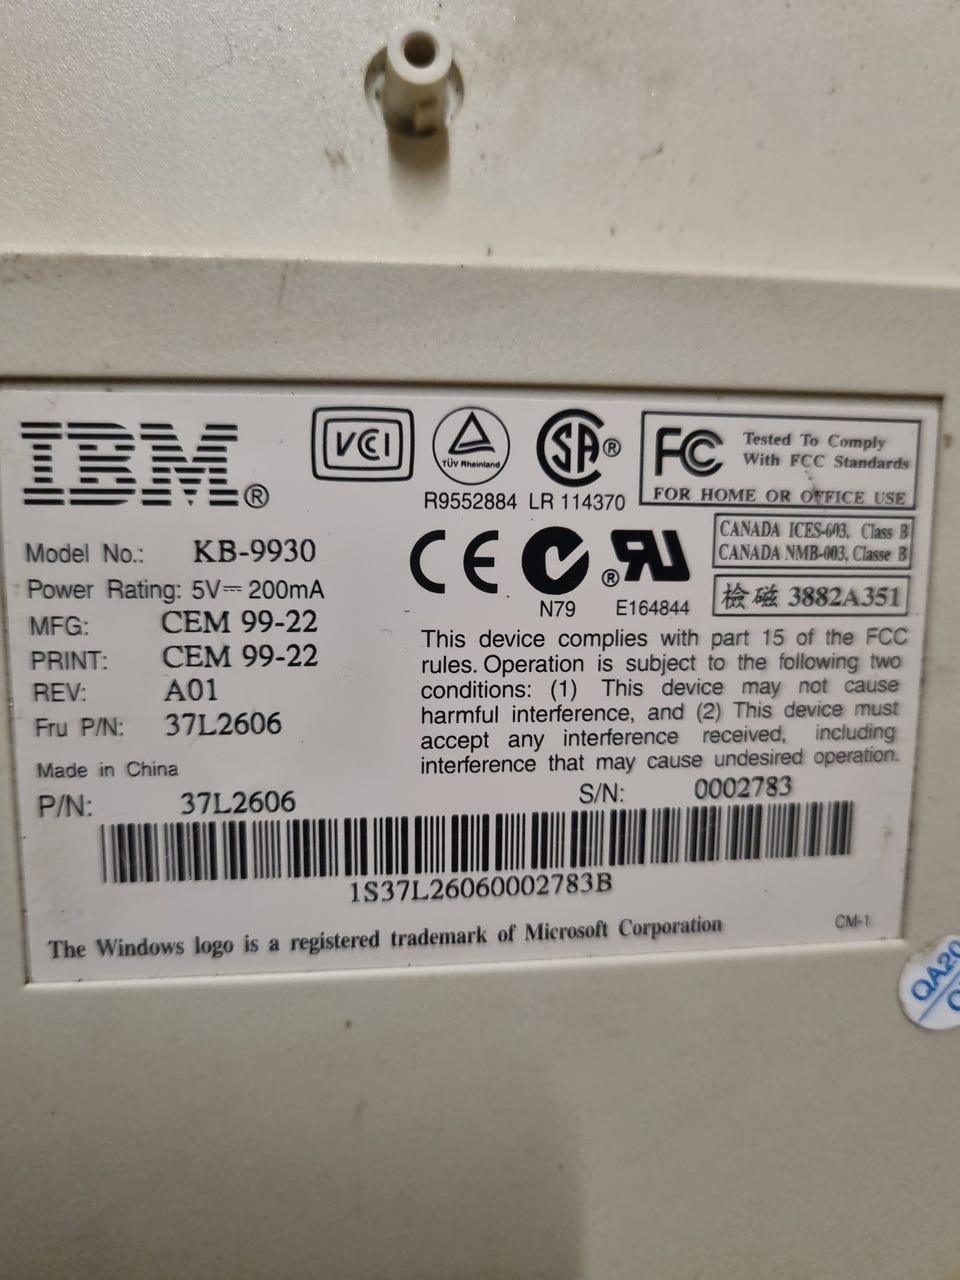 IBM®
VCCI
TÜV Rheinland
SA®
FC
Tested To Comply
With FCC Standards
FOR HOME OR OFFICE USE
R9552884 LR 114370
Model No.: KB-9930
Power Rating: 5V⎓ 200mA
MFG: CEM 99-22
PRINT: CEM 99-22
REV: A01
Fru P/N: 37L2606
Made in China
P/N: 37L2606
CE
N79
®
E164844
CANADA ICES-003, Class B
CANADA NMB-003, Classe B
檢磁 3882A351
This device complies with part 15 of the FCC
rules. Operation is subject to the following two
conditions: (1) This device may not cause
harmful interference, and (2) This device must
accept any interference received, including
interference that may cause undesired operation.
S/N: 0002783
1S37L26060002783B
The Windows logo is a registered trademark of Microsoft Corporation
CM-1